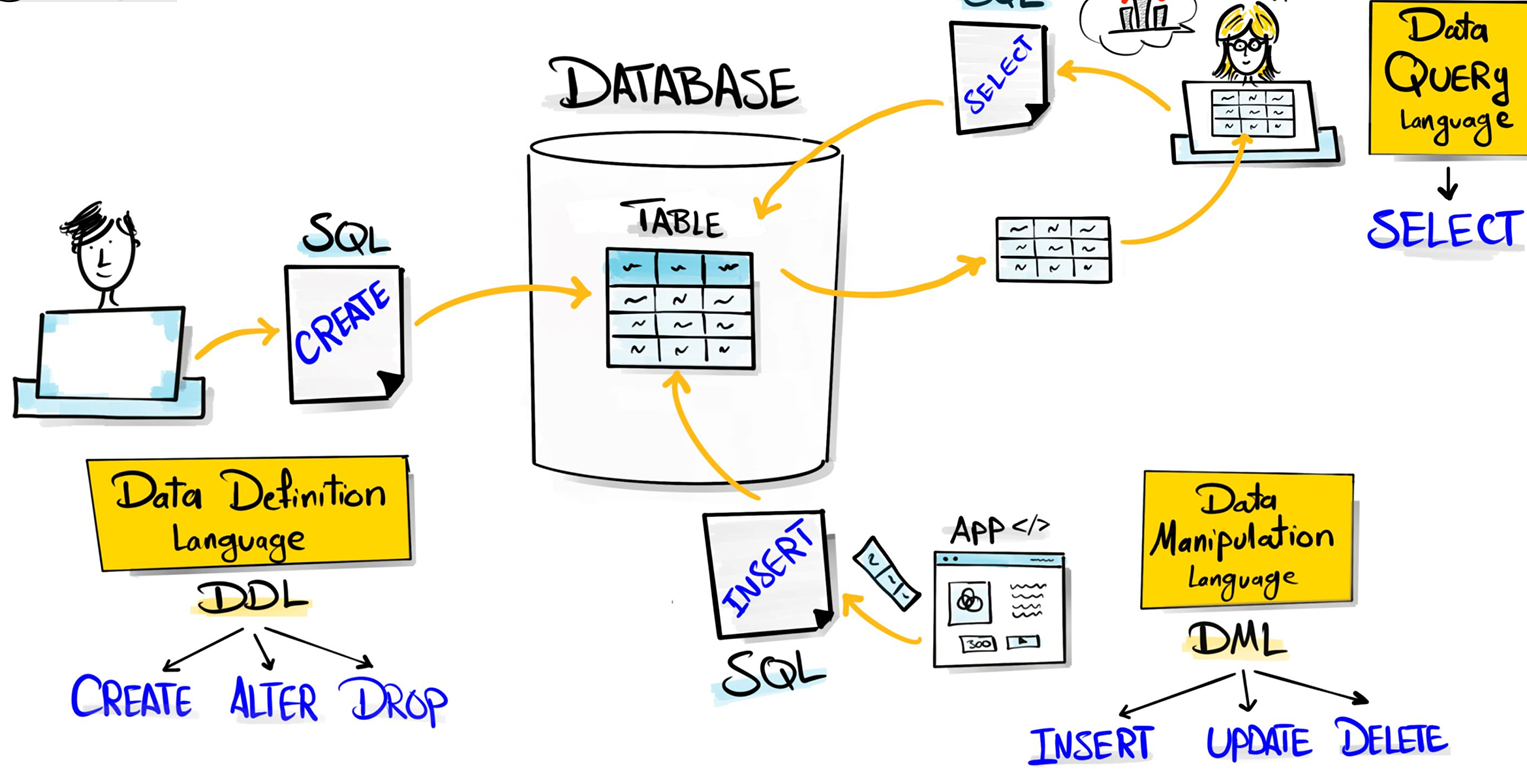 SQL
Data
QUERY
Language
SELECT
SELECT
DATABASE
TABLE
SQL
CREATE
Data Definition
Language
DDL
CREATE ALTER DROP
INSERT
SQL
APP </>
300
Data
Manipulation
Language
DML
INSERT UPDATE DELETE